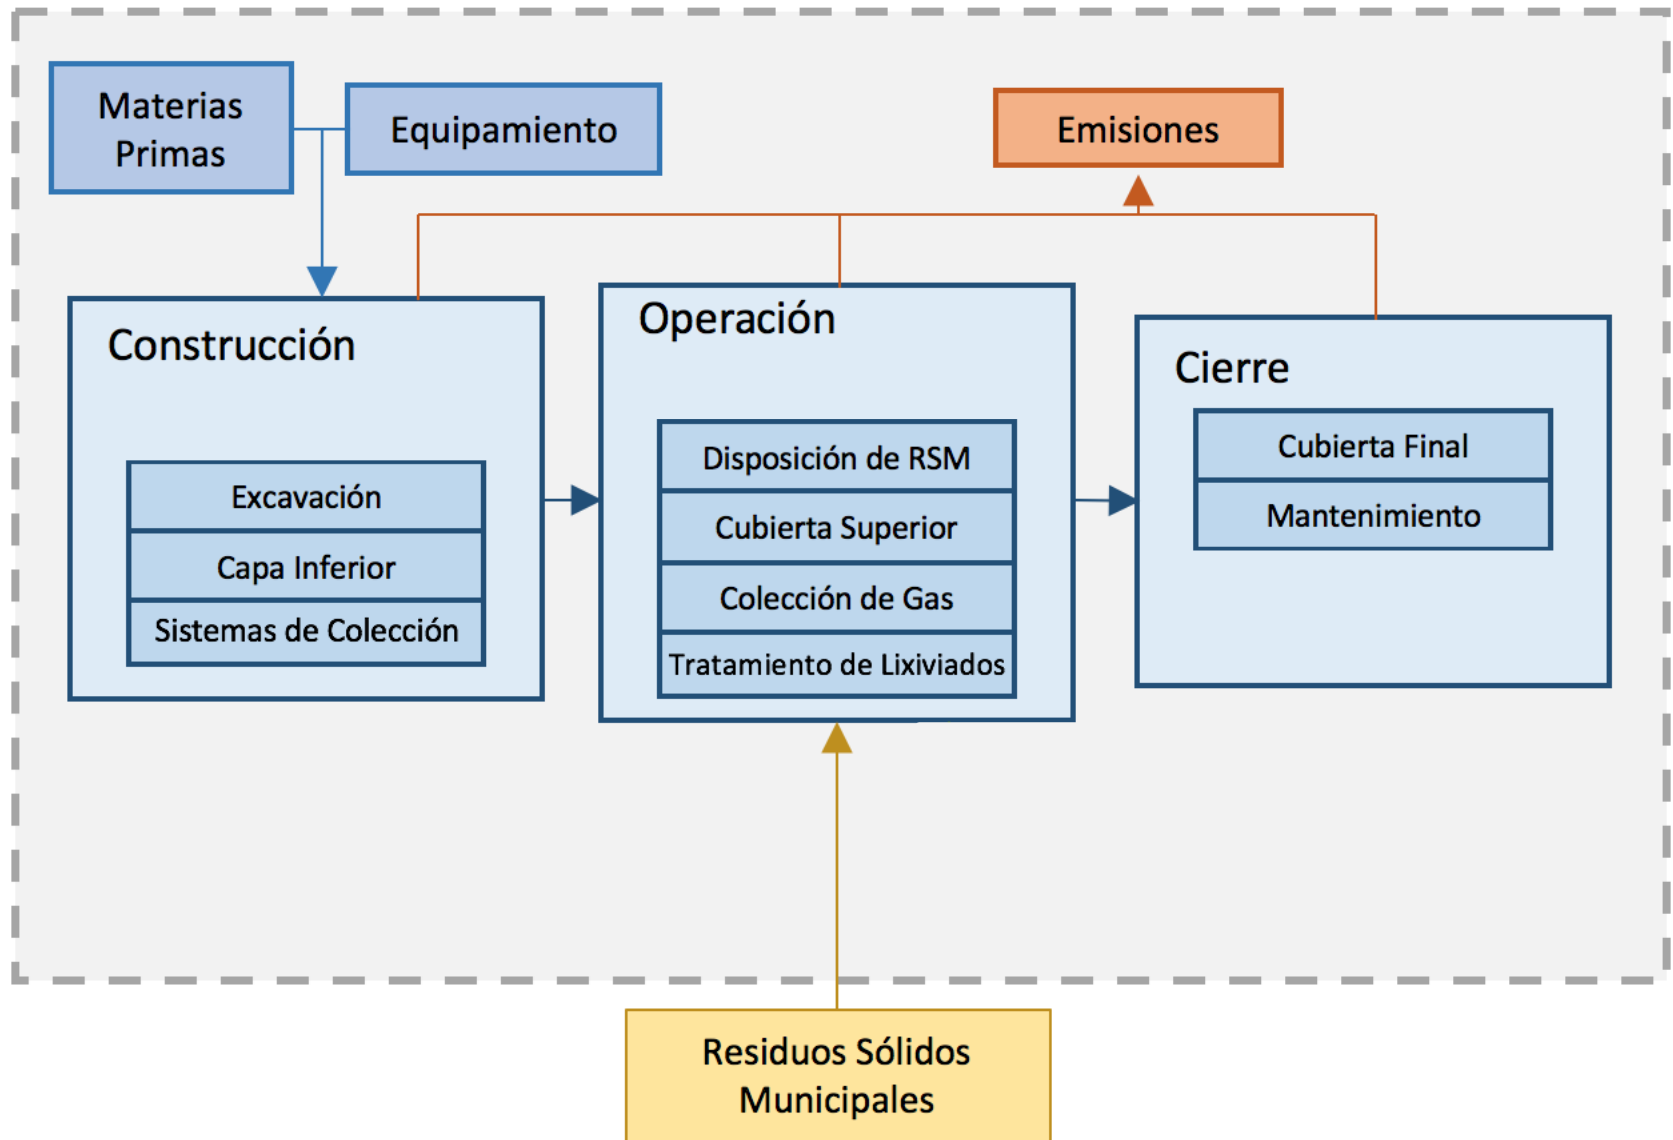 Materias
Primas
Equipamiento
Emisiones
Construcción
Excavación
Capa Inferior
Sistemas de Colección
Operación
Disposición de RSM
Cubierta Superior
Colección de Gas
Tratamiento de Lixiviados
Cierre
Cubierta Final
Mantenimiento
Residuos Sólidos
Municipales